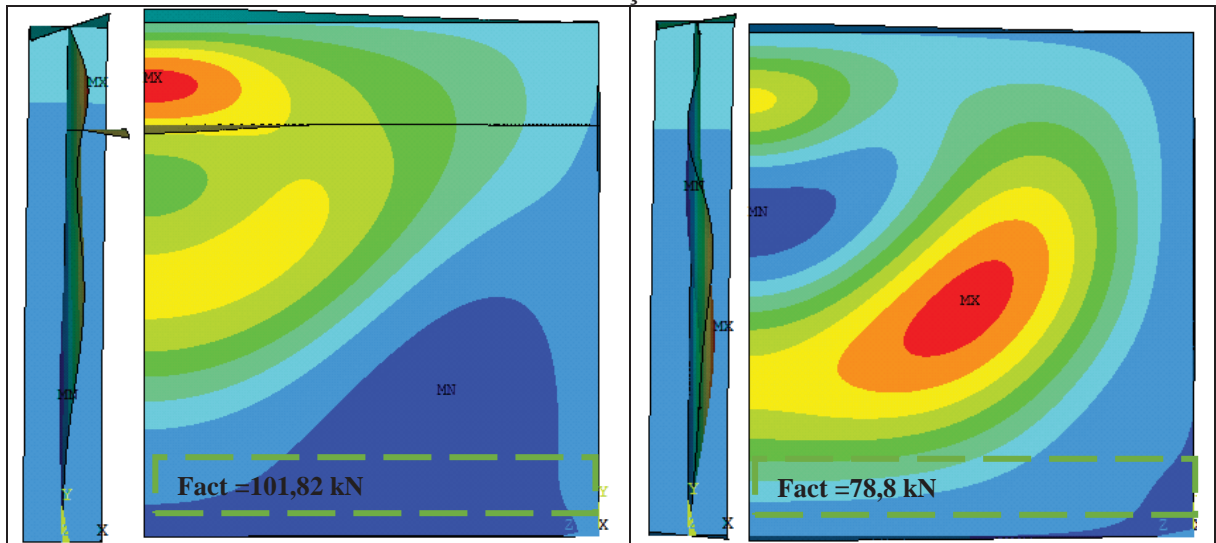 MX
MN
Y
X
MX
MN
Fact =101,82 kN
Y
Z
X
MN
MX
Y
X
MN
MX
Fact =78,8 kN
Z